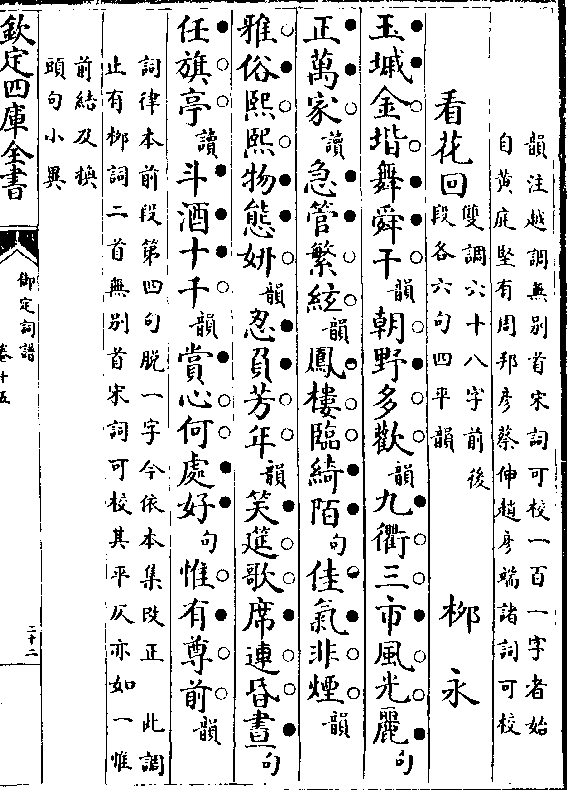 韻注越調無別首宋詞可校一百一字者始
自黃庭堅有周邦彥蔡伸趙彥端諸詞可校
看花回 雙調六十八字前後
段各六句四平韻
柳永
玉墄金堦舞舜干韻朝野多歡韻九衢三市風光麗句
正萬家讀急管繁絃韻鳳樓臨綺陌句佳氣非煙韻
雅俗熙熙物態妍韻忍負芳年韻笑筵歌席連昏晝句
任旗亭讀斗酒十千韻賞心何處好句惟有尊前韻
詞律本前段第四句脫一字今依本集改正 此調
止有柳詞二首無别首宋詞可校其平仄亦如一惟
前結及換
頭句小異
欽定四庫全書
御定詞譜
卷十五
二十二